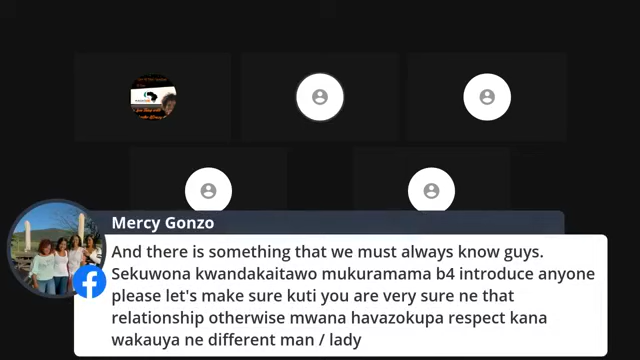 Mercy Gonzo
And there is something that we must always know guys.
Sekuwona kwandakaitawo mukuramama b4 introduce anyone
please let's make sure kuti you are very sure ne that
relationship otherwise mwana havazokupa respect kana
wakauya ne different man / lady